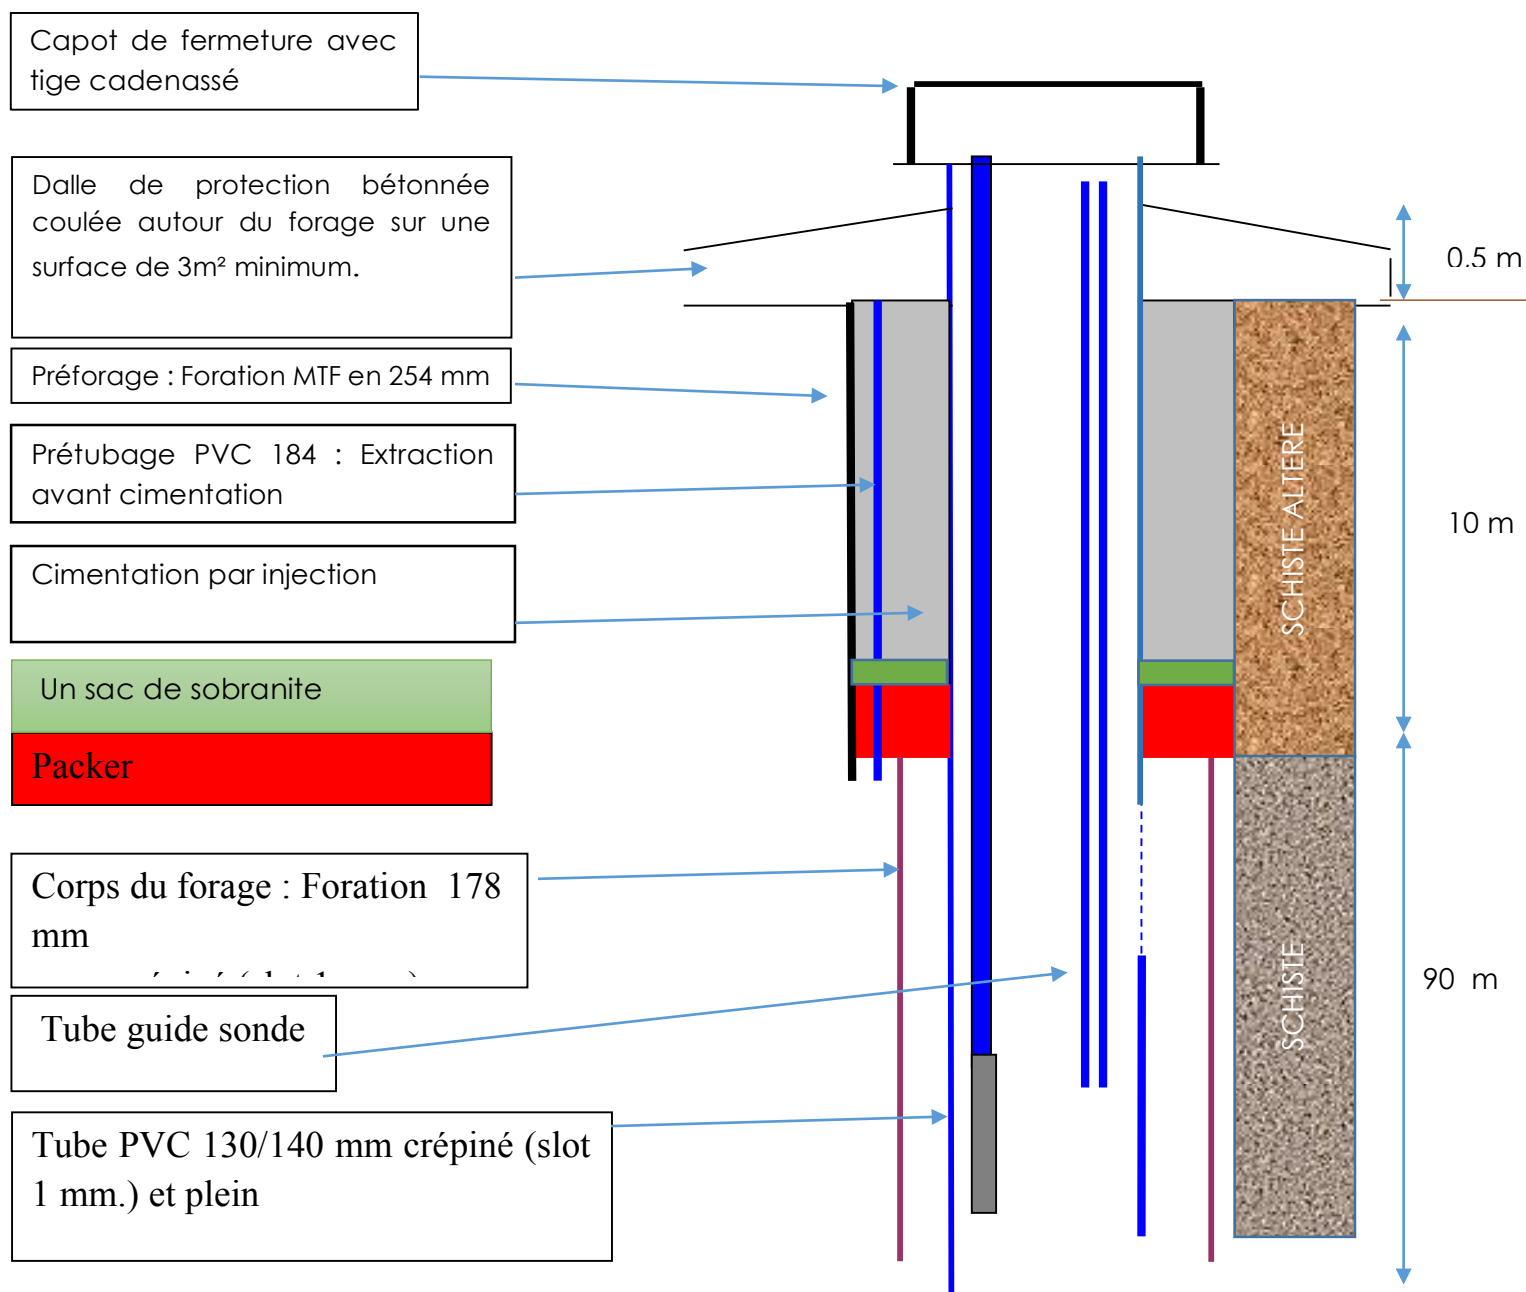 Capot de fermeture avec
tige cadenassé
Dalle de protection bétonnée
coulée autour du forage sur une
surface de 3m² minimum.
Préforage : Foration MTF en 254 mm
Prétubage PVC 184 : Extraction
avant cimentation
Cimentation par injection
Un sac de sobranite
Packer
Corps du forage : Foration 178
mm
Tube guide sonde
Tube PVC 130/140 mm crépiné (slot
1 mm.) et plein
SCHISTE ALTERE
SCHISTE
0.5 m
10 m
90 m